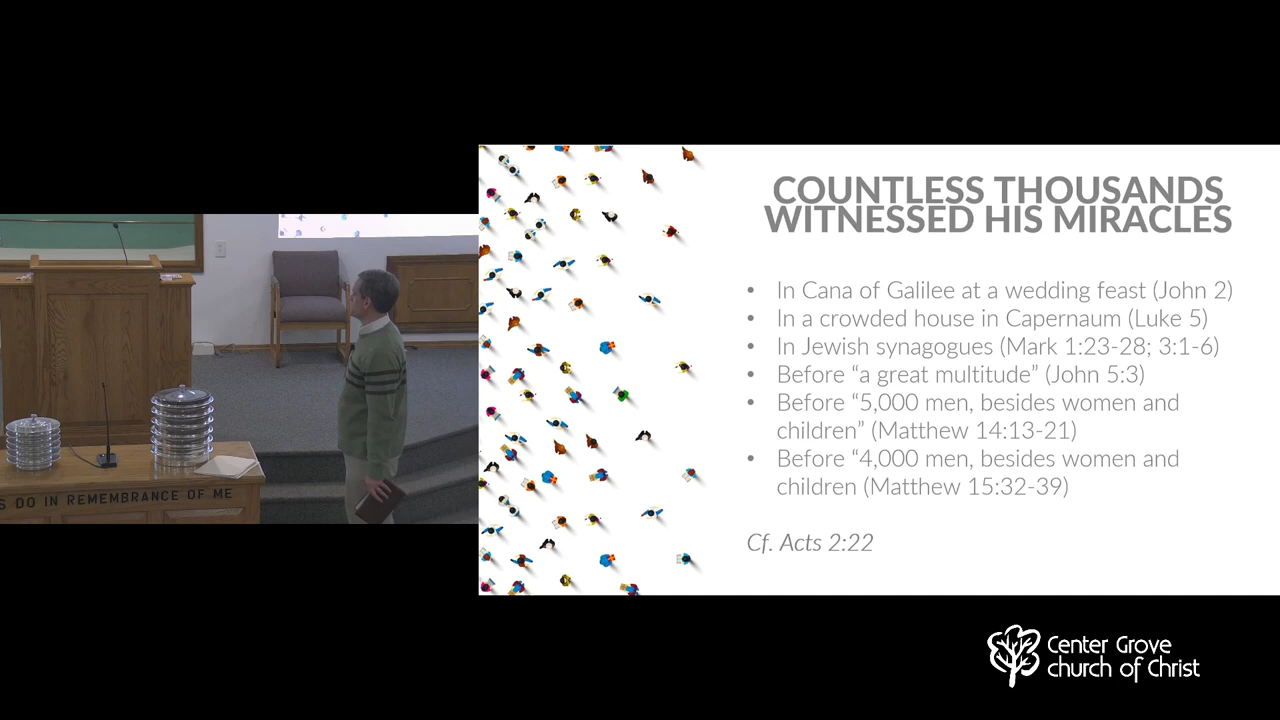 COUNTLESS THOUSANDS
WITNESSED HIS MIRACLES
• In Cana of Galilee at a wedding feast (John 2)
• In a crowded house in Capernaum (Luke 5)
• In Jewish synagogues (Mark 1:23-28; 3:1-6)
• Before “a great multitude” (John 5:3)
• Before “5,000 men, besides women and
children” (Matthew 14:13-21)
• Before “4,000 men, besides women and
children (Matthew 15:32-39)
Cf. Acts 2:22
S DO IN REMEMBRANCE OF ME
Center Grove
church of Christ